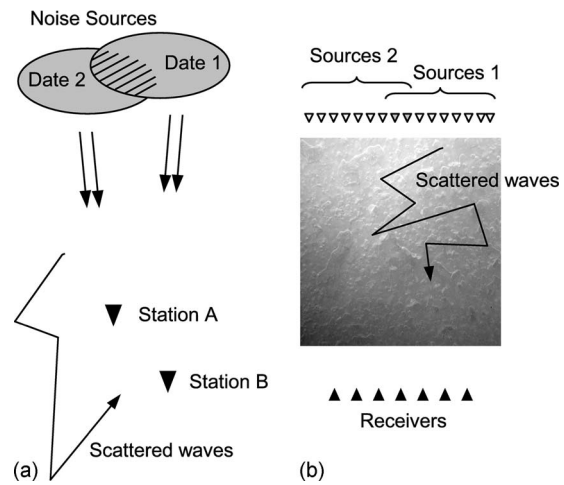 Noise Sources
Date 2
Date 1
Station A
Station B
Scattered waves
(a)
Sources 2
Sources 1
Scattered waves
Receivers
(b)